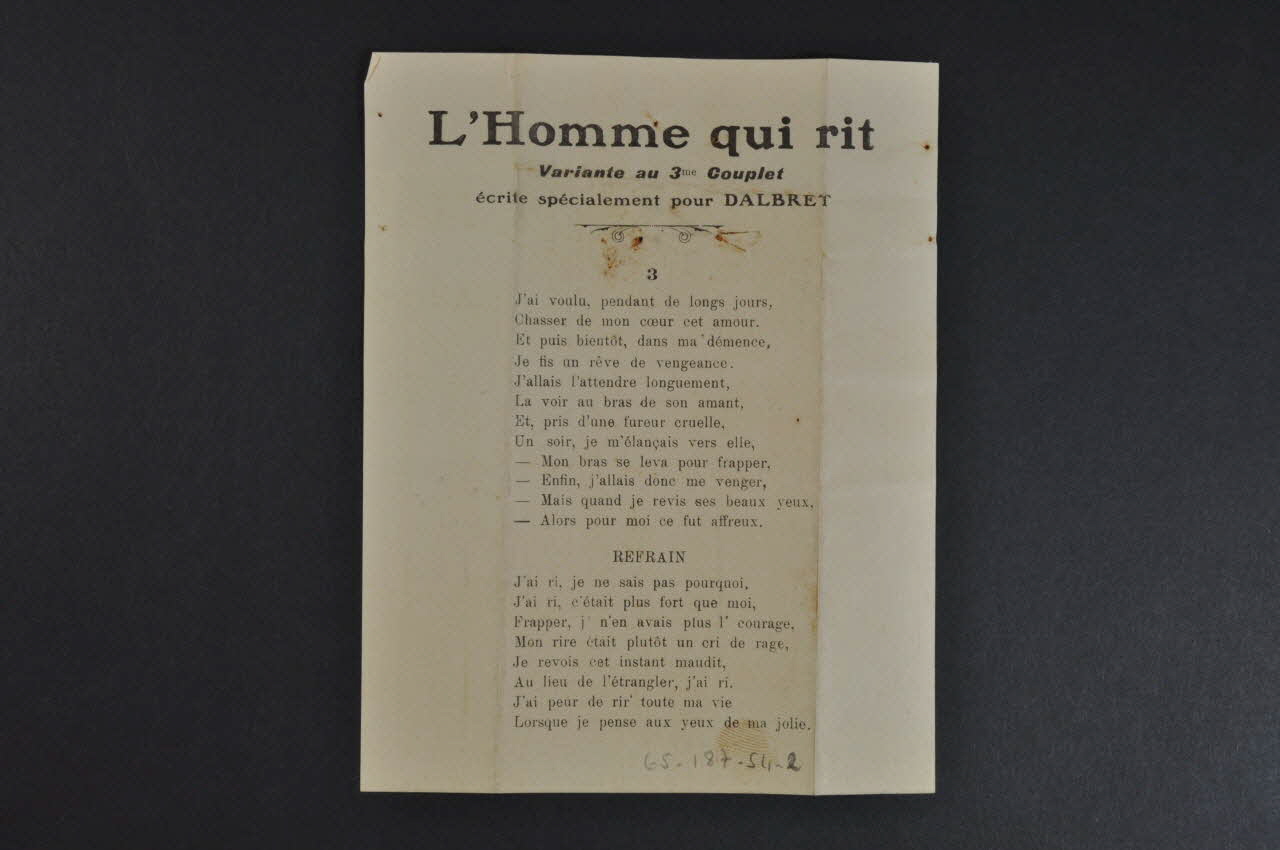 L'Homme qui rit
Variante au 3me Couplet
écrite spécialement pour DALBRET
3
J'ai voulu, pendant de longs jours,
Chasser de mon cœur cet amour.
Et puis bientôt, dans ma démence,
Je fis un rêve de vengeance.
J'allais l'attendre longuement,
La voir au bras de son amant,
Et, pris d'une fureur cruelle,
Un soir, je m'élançais vers elle,
— Mon bras se leva pour frapper,
— Enfin, j'allais donc me venger,
— Mais quand je revis ses beaux yeux,
— Alors pour moi ce fut affreux.
REFRAIN
J'ai ri, je ne sais pas pourquoi,
J'ai ri, c'était plus fort que moi,
Frapper, j' n'en avais plus l' courage,
Mon rire était plutôt un cri de rage,
Je revois cet instant maudit,
Au lieu de l'étrangler, j'ai ri.
J'ai peur de rir' toute ma vie
Lorsque je pense aux yeux de ma jolie.
65-187-54-2